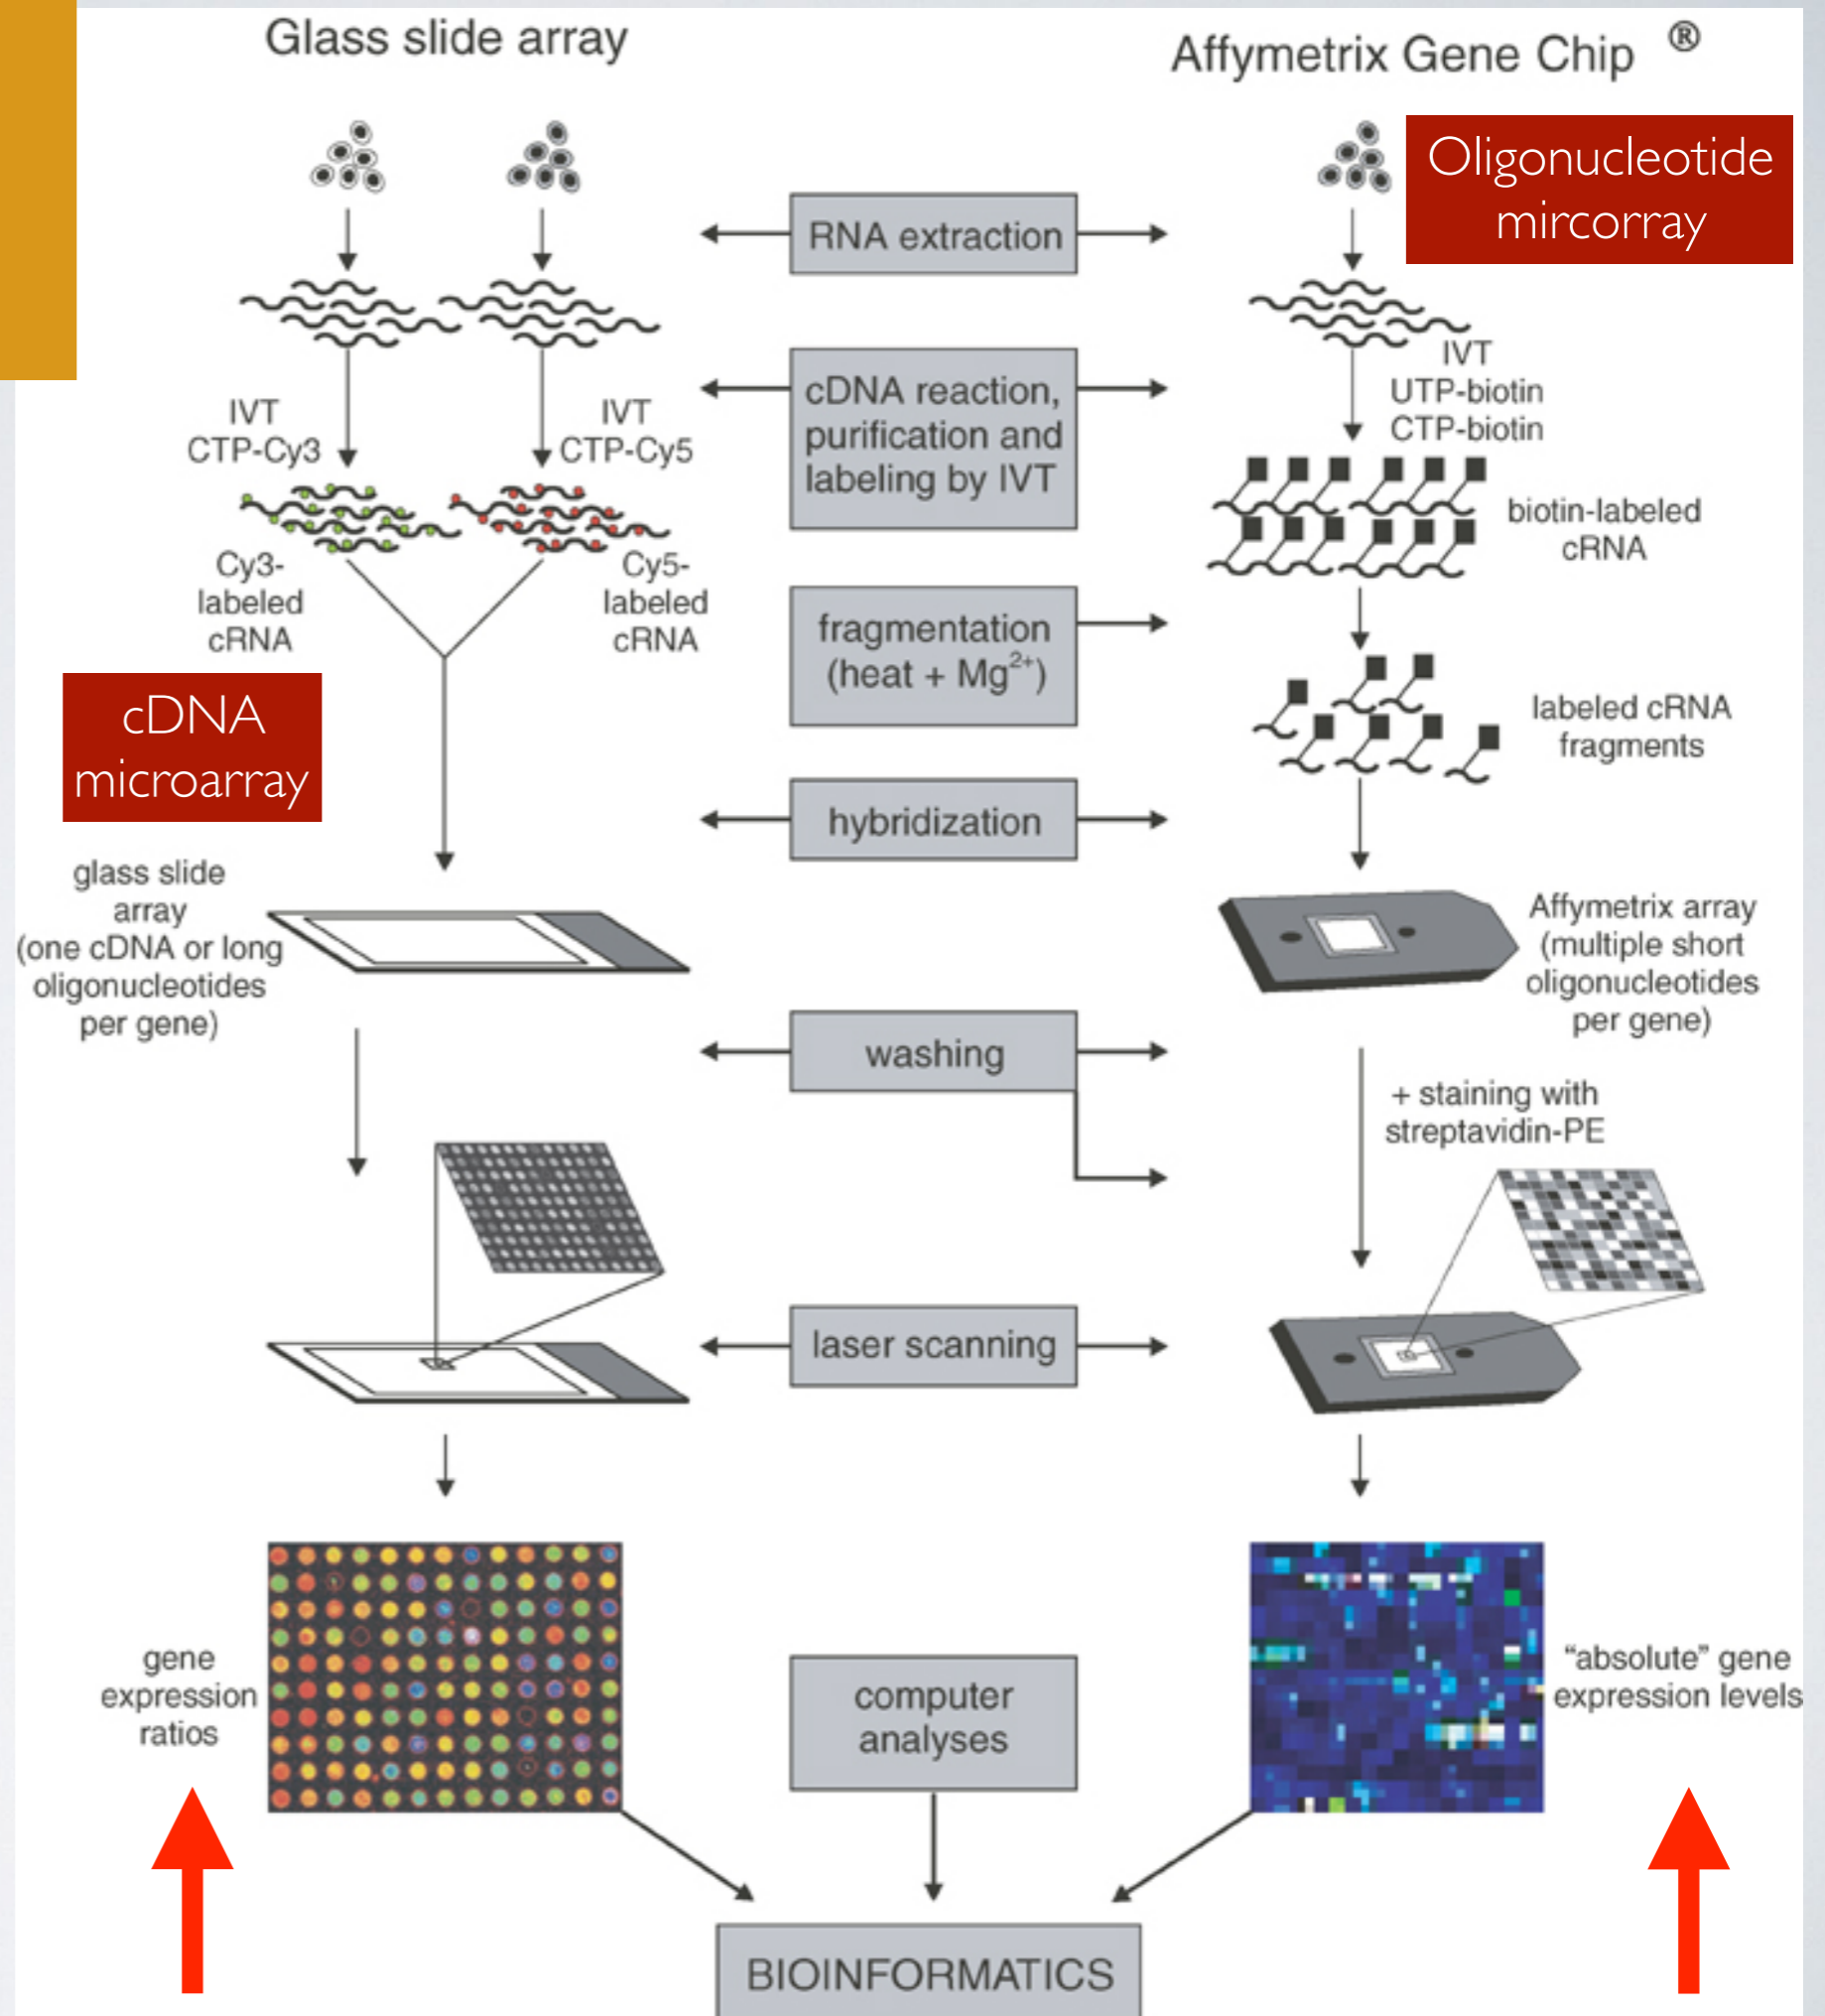 Glass slide array
Affymetrix Gene Chip ®
Oligonucleotide
mircorray
RNA extraction
IVT
CTP-Cy3
IVT
CTP-Cy5
cDNA reaction,
purification and
labeling by IVT
IVT
UTP-biotin
CTP-biotin
biotin-labeled
cRNA
Cy3-
labeled
cRNA
Cy5-
labeled
cRNA
fragmentation
(heat + Mg²⁺)
labeled cRNA
fragments
cDNA
microarray
hybridization
glass slide
array
(one cDNA or long
oligonucleotides
per gene)
Affymetrix array
(multiple short
oligonucleotides
per gene)
washing
+ staining with
streptavidin-PE
laser scanning
gene
expression
ratios
computer
analyses
“absolute” gene
expression levels
BIOINFORMATICS